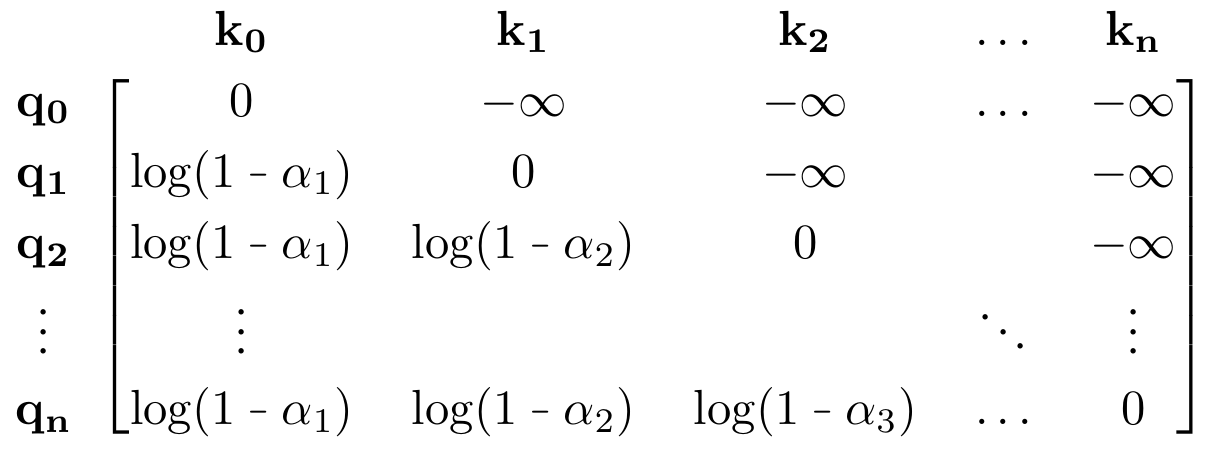 k₀ k₁ k₂ … kₙ
q₀ 0 −∞ −∞ … −∞
q₁ log(1 - α₁) 0 −∞ −∞
q₂ log(1 - α₁) log(1 - α₂) 0 −∞
⋮ ⋮ ⋱ ⋮
qₙ log(1 - α₁) log(1 - α₂) log(1 - α₃) … 0